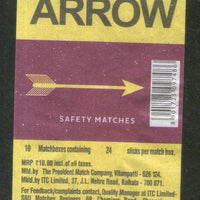 ARROW
SAFETY MATCHES
10 Matchboxes containing 24 sticks per match box.
MRP ₹10.00 incl. of all taxes.
Mfd.by The President Match Company, Vilampatti - 626 124.
Mktd.by ITC Limited, 37, J.L. Nehru Road, Kolkata - 700 071.
For Feedback/complaints contact, Quality Manager at ITC Limited-